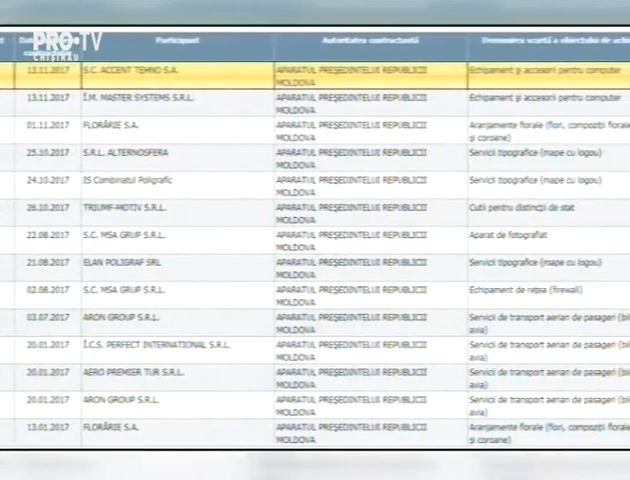 PRO TV
CHIȘINĂU
Participant Autoritatea contractantă Denumirea scurtă a obiectului de achiz
13.11.2017 S.C. ACCENT TEHNO S.A. APARATUL PREȘEDINTELUI REPUBLICII Echipament și accesorii pentru computer
MOLDOVA
13.11.2017 Î.M. MASTER SYSTEMS S.R.L. APARATUL PREȘEDINTELUI REPUBLICII Echipament și accesorii pentru computer
MOLDOVA
01.11.2017 FLORĂRIE S.A. APARATUL PREȘEDINTELUI REPUBLICII Aranjamente florale (flori, compoziții florale
MOLDOVA și coroane)
25.10.2017 S.R.L. ALTERNOSFERA APARATUL PREȘEDINTELUI REPUBLICII Servicii tipografice (mape cu logou)
MOLDOVA
24.10.2017 IS Combinatul Poligrafic APARATUL PREȘEDINTELUI REPUBLICII Servicii tipografice (mape cu logou)
MOLDOVA
26.10.2017 TRIUMF-MOTIV S.R.L. APARATUL PREȘEDINTELUI REPUBLICII Cutii pentru distincții de stat
MOLDOVA
22.08.2017 S.C. MSA GRUP S.R.L. APARATUL PREȘEDINTELUI REPUBLICII Aparat de fotografiat
MOLDOVA
21.08.2017 ELAN POLIGRAF SRL APARATUL PREȘEDINTELUI REPUBLICII Servicii tipografice (mape cu logou)
MOLDOVA
02.08.2017 S.C. MSA GRUP S.R.L. APARATUL PREȘEDINTELUI REPUBLICII Echipament de rețea (firewall)
MOLDOVA
03.07.2017 ARON GROUP S.R.L. APARATUL PREȘEDINTELUI REPUBLICII Servicii de transport aerian de pasageri (bil
MOLDOVA avia)
20.01.2017 Î.C.S. PERFECT INTERNATIONAL S.R.L. APARATUL PREȘEDINTELUI REPUBLICII Servicii de transport aerian de pasageri (bil
MOLDOVA avia)
20.01.2017 AERO PREMIER TUR S.R.L. APARATUL PREȘEDINTELUI REPUBLICII Servicii de transport aerian de pasageri (bil
MOLDOVA avia)
20.01.2017 ARON GROUP S.R.L. APARATUL PREȘEDINTELUI REPUBLICII Servicii de transport aerian de pasageri (bil
MOLDOVA avia)
13.01.2017 FLORĂRIE S.A. APARATUL PREȘEDINTELUI REPUBLICII Aranjamente florale (flori, compoziții florale
MOLDOVA și coroane)